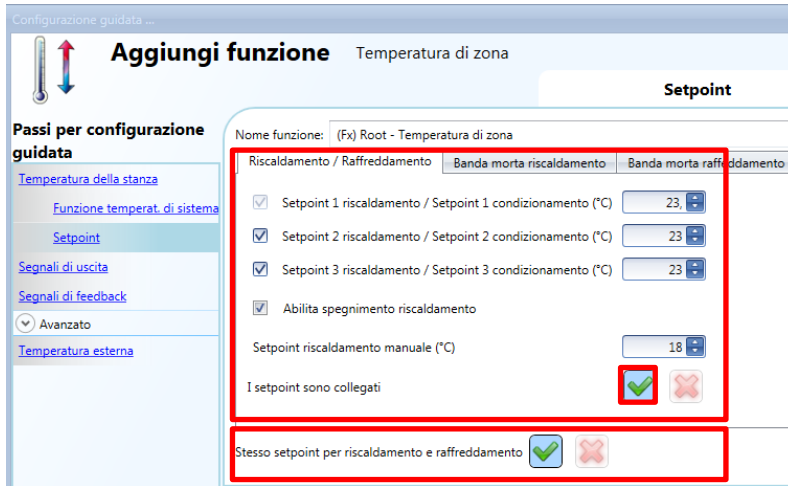 Configurazione guidata ...
Aggiungi funzione Temperatura di zona
Setpoint
Passi per configurazione
guidata
Temperatura della stanza
Funzione temperat. di sistema
Setpoint
Segnali di uscita
Segnali di feedback
Avanzato
Temperatura esterna
Nome funzione: (Fx) Root - Temperatura di zona
Riscaldamento / Raffreddamento Banda morta riscaldamento Banda morta raffreddamento
Setpoint 1 riscaldamento / Setpoint 1 condizionamento (°C) 23,
Setpoint 2 riscaldamento / Setpoint 2 condizionamento (°C) 23
Setpoint 3 riscaldamento / Setpoint 3 condizionamento (°C) 23
Abilita spegnimento riscaldamento
Setpoint riscaldamento manuale (°C) 18
I setpoint sono collegati
Stesso setpoint per riscaldamento e raffreddamento